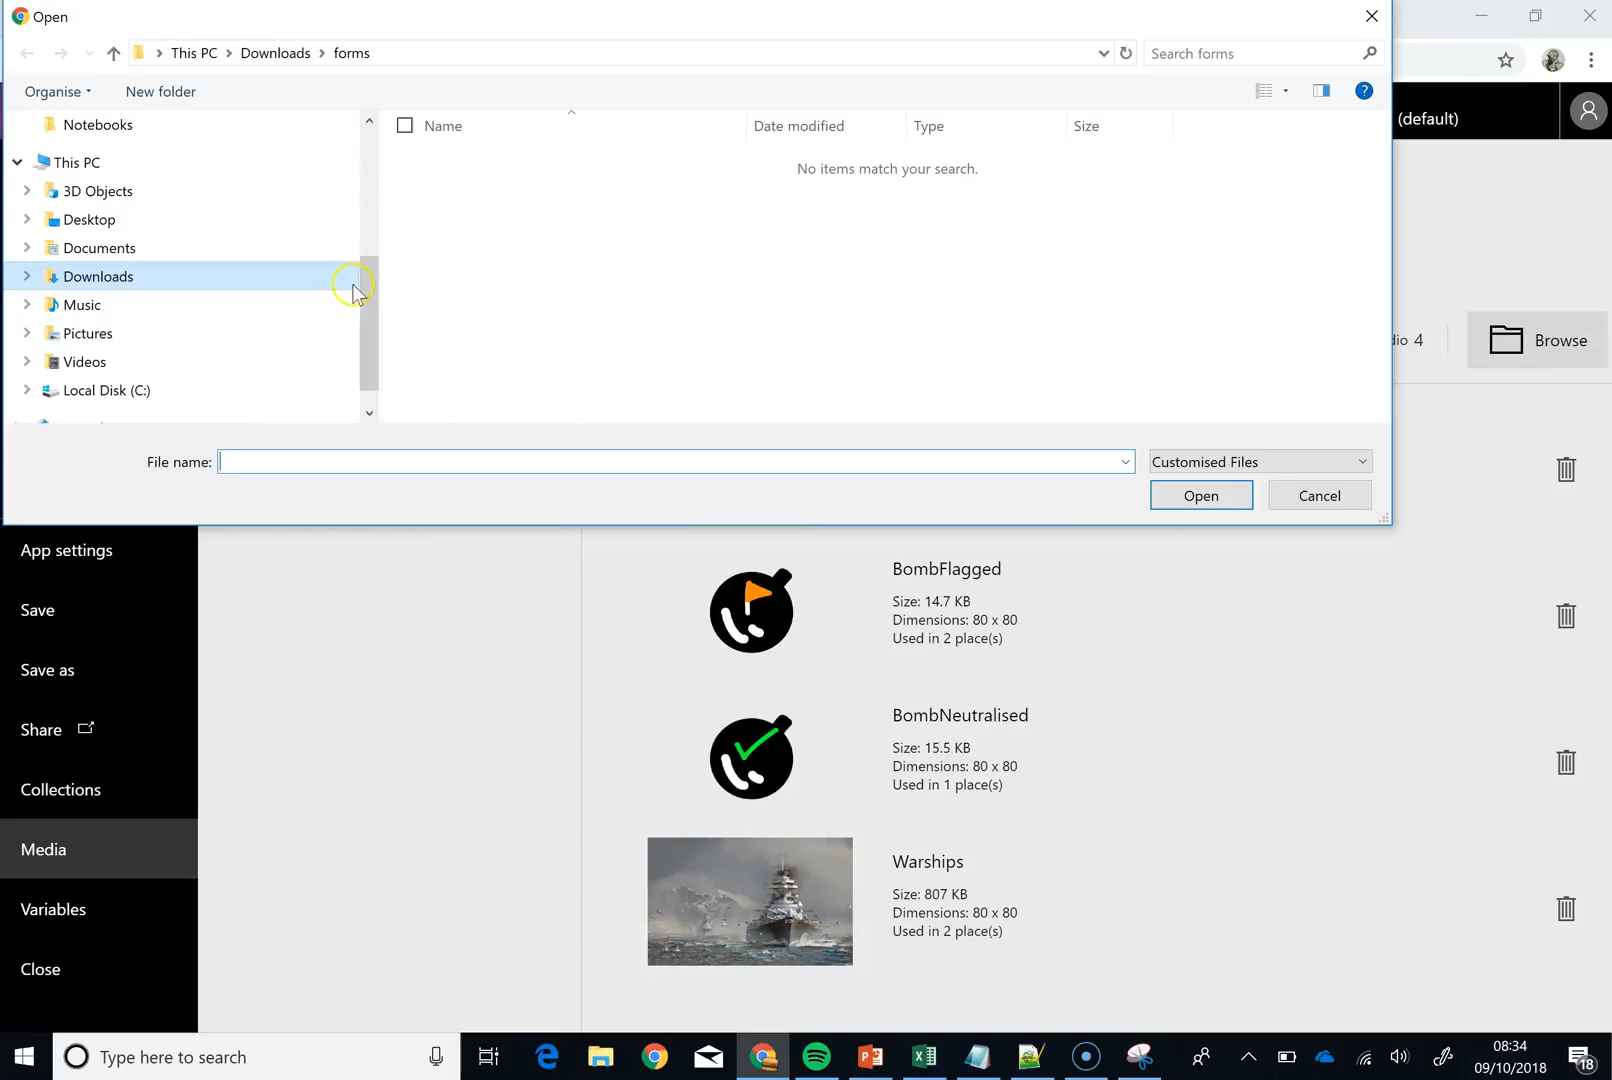 Open
This PC > Downloads > forms
Search forms
Organise
New folder
Name
Date modified
Type
Size
No items match your search.
Notebooks
This PC
3D Objects
Desktop
Documents
Downloads
Music
Pictures
Videos
Local Disk (C:)
File name:
Customised Files
Open
Cancel
(default)
4
Browse
App settings
Save
Save as
Share
Collections
Media
Variables
Close
BombFlagged
Size: 14.7 KB
Dimensions: 80 x 80
Used in 2 place(s)
BombNeutralised
Size: 15.5 KB
Dimensions: 80 x 80
Used in 1 place(s)
Warships
Size: 807 KB
Dimensions: 80 x 80
Used in 2 place(s)
Type here to search
08:34
09/10/2018
18